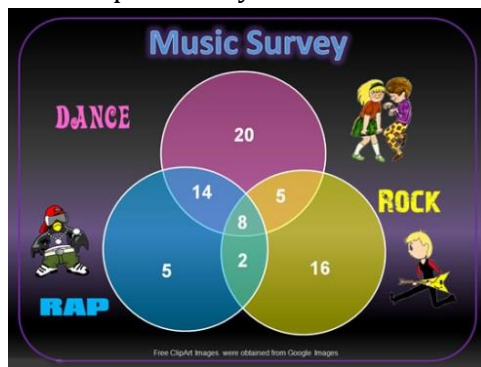 Music Survey
DANCE
20
14
5
8
ROCK
2
5
16
RAP
Free ClipArt Images were obtained from Google Images